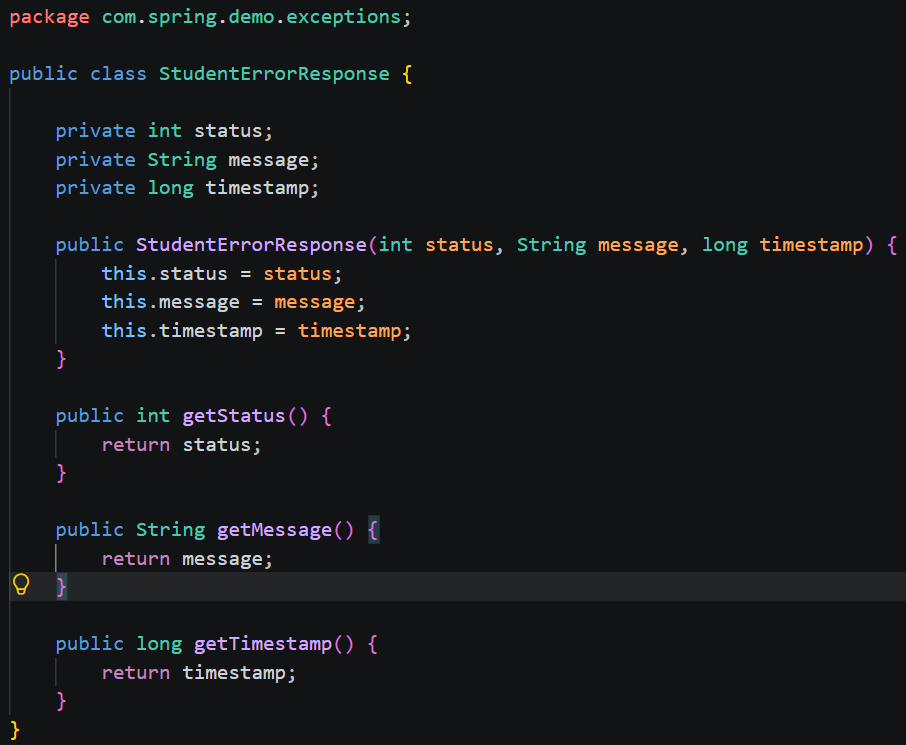 package com.spring.demo.exceptions;
public class StudentErrorResponse {
private int status;
private String message;
private long timestamp;
public StudentErrorResponse(int status, String message, long timestamp) {
this.status = status;
this.message = message;
this.timestamp = timestamp;
}
public int getStatus() {
return status;
}
public String getMessage() {
return message;
}
public long getTimestamp() {
return timestamp;
}
}